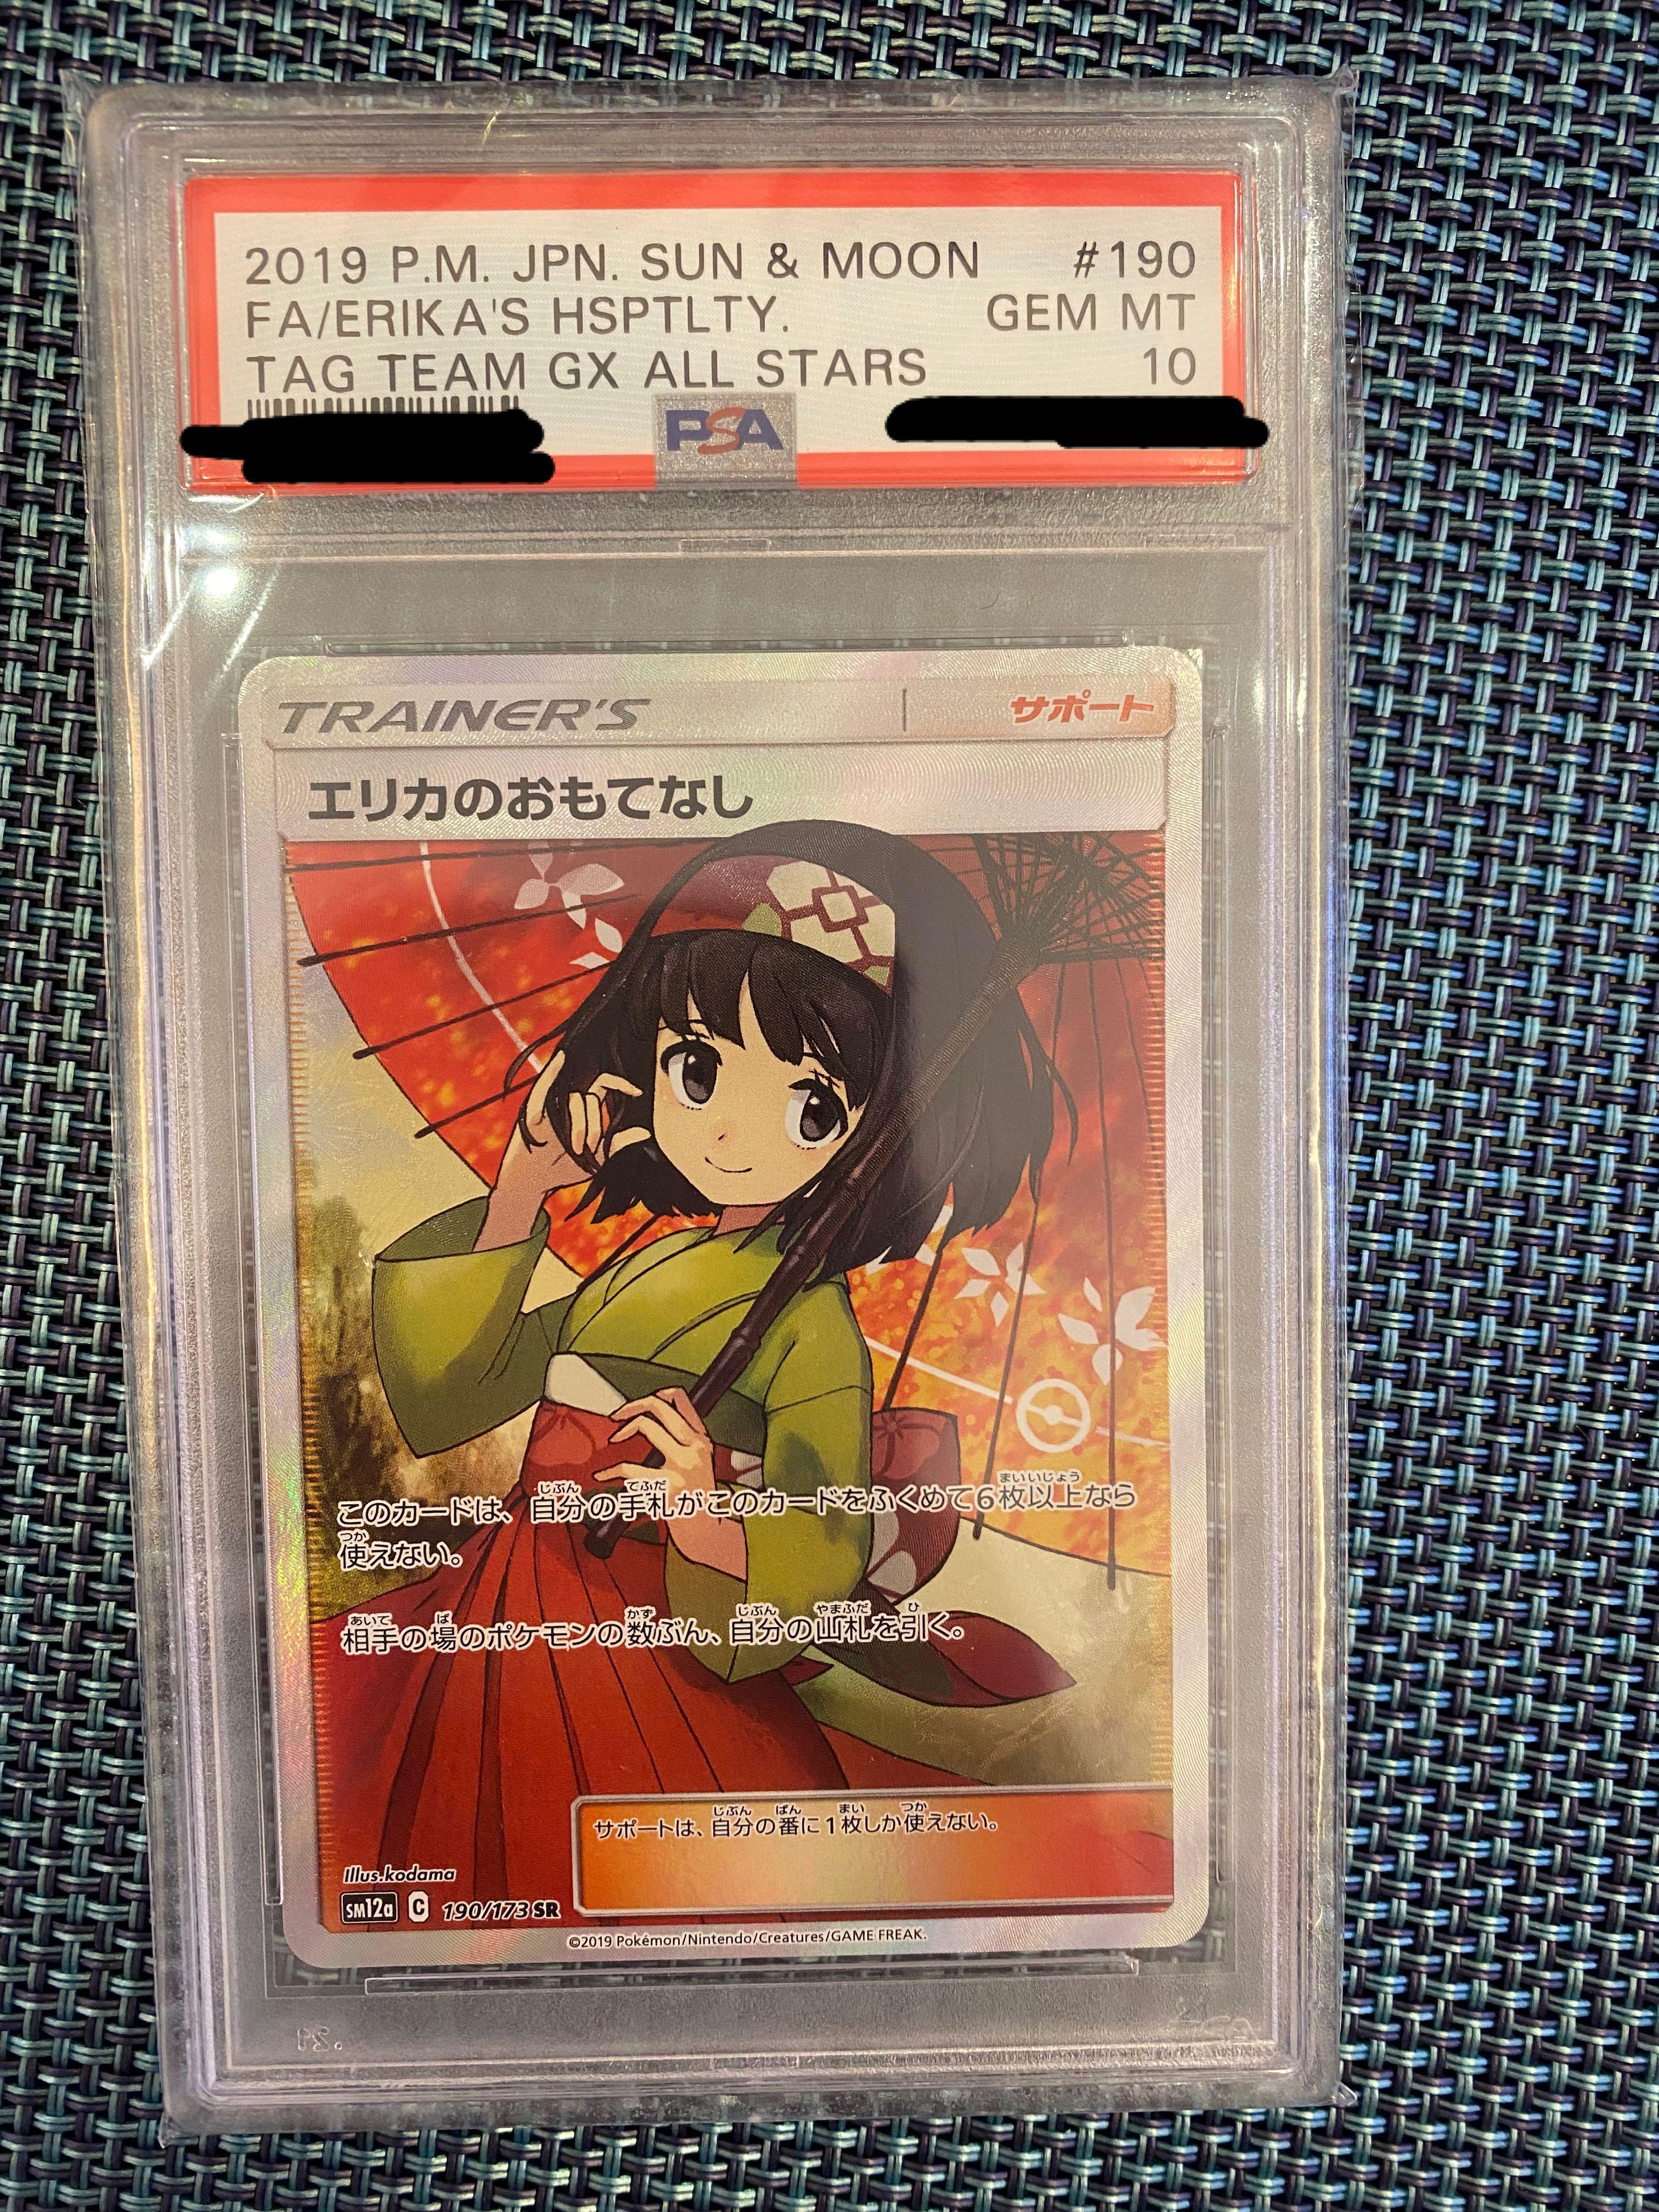 2019 P.M. JPN. SUN & MOON #190
FA/ERIKA'S HSPTLTY. GEM MT
TAG TEAM GX ALL STARS 10
PSA
TRAINER'S サポート
エリカのおもてなし
このカードは、自分の手札がこのカードをふくめて6枚以上なら
使えない。
相手の場のポケモンの数ぶん、自分の山札を引く。
サポートは、自分の番に1枚しか使えない。
Illus.kodama
sm12a C 190/173 SR
©2019 Pokémon/Nintendo/Creatures/GAME FREAK.